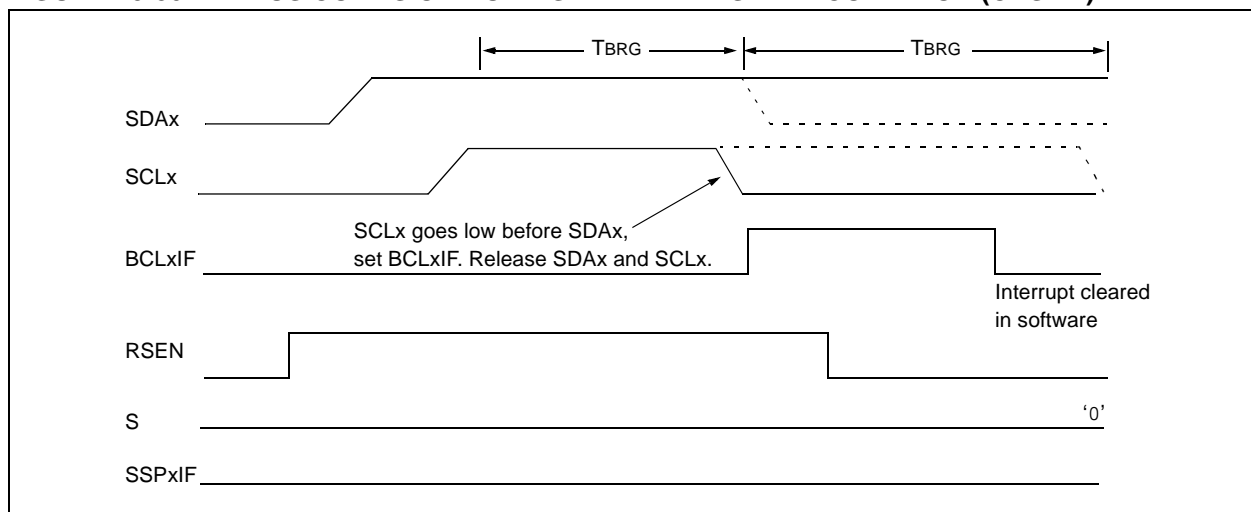 TBRG TBRG
SDAx
SCLx
SCLx goes low before SDAx,
set BCLxIF. Release SDAx and SCLx.
BCLxIF
Interrupt cleared
in software
RSEN
S
‘0’
SSPxIF